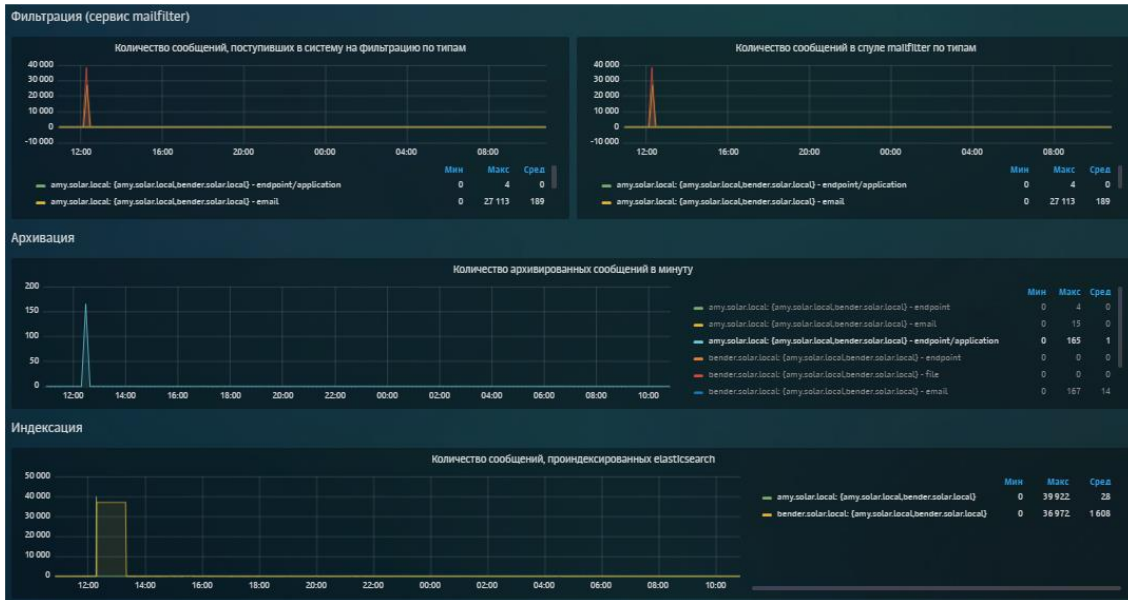 Фильтрация (сервис mailfilter)
Количество сообщений, поступивших в систему на фильтрацию по типам
40 000
30 000
20 000
10 000
0
-10 000
12:00 16:00 20:00 00:00 04:00 08:00
Мин Макс Сред
amy.solar.local: {amy.solar.local,bender.solar.local} - endpoint/application 0 4 0
amy.solar.local: {amy.solar.local,bender.solar.local} - email 0 27 113 189
Количество сообщений в спуле mailfilter по типам
40 000
30 000
20 000
10 000
0
-10 000
12:00 16:00 20:00 00:00 04:00 08:00
Мин Макс Сред
amy.solar.local: {amy.solar.local,bender.solar.local} - endpoint/application 0 4 0
amy.solar.local: {amy.solar.local,bender.solar.local} - email 0 27 113 189
Архивация
Количество архивированных сообщений в минуту
200
150
100
50
0
12:00 14:00 16:00 18:00 20:00 22:00 00:00 02:00 04:00 06:00 08:00 10:00
Мин Макс Сред
amy.solar.local: {amy.solar.local,bender.solar.local} - endpoint 0 4 0
amy.solar.local: {amy.solar.local,bender.solar.local} - email 0 15 0
amy.solar.local: {amy.solar.local,bender.solar.local} - endpoint/application 0 165 1
bender.solar.local: {amy.solar.local,bender.solar.local} - endpoint 0 0 0
bender.solar.local: {amy.solar.local,bender.solar.local} - file 0 0 0
bender.solar.local: {amy.solar.local,bender.solar.local} - email 0 167 14
Индексация
Количество сообщений, проиндексированных elasticsearch
50 000
40 000
30 000
20 000
10 000
0
12:00 14:00 16:00 18:00 20:00 22:00 00:00 02:00 04:00 06:00 08:00 10:00
Мин Макс Сред
amy.solar.local: {amy.solar.local,bender.solar.local} 0 39 922 28
bender.solar.local: {amy.solar.local,bender.solar.local} 0 36 972 1 608